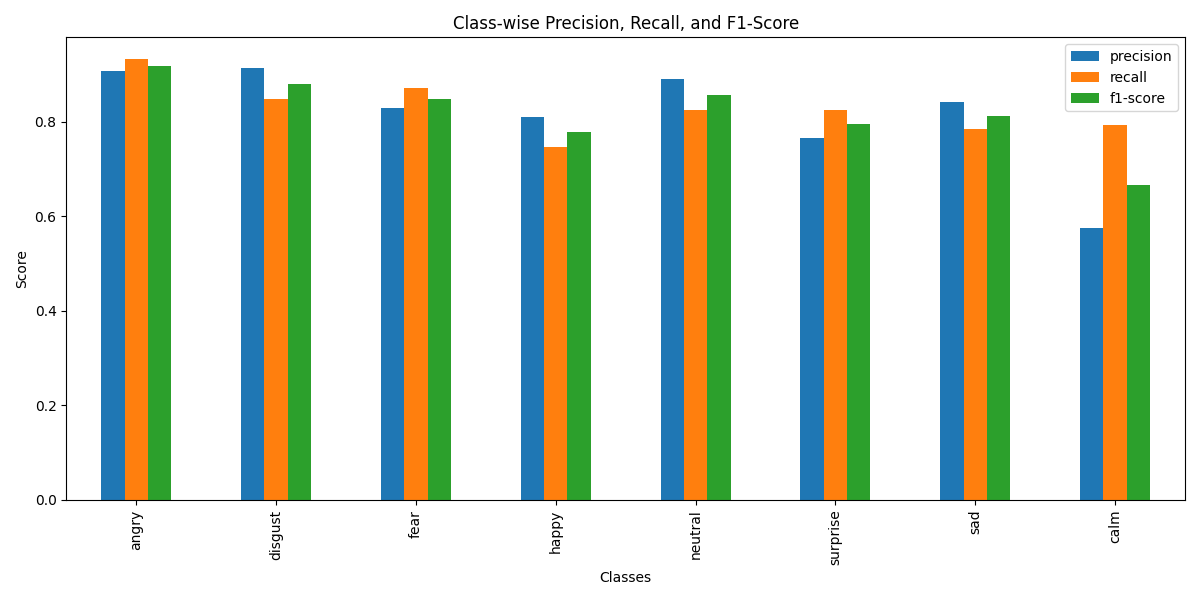 Class-wise Precision, Recall, and F1-Score
precision
recall
f1-score
Score
0.8
0.6
0.4
0.2
0.0
angry
disgust
fear
happy
neutral
surprise
sad
calm
Classes